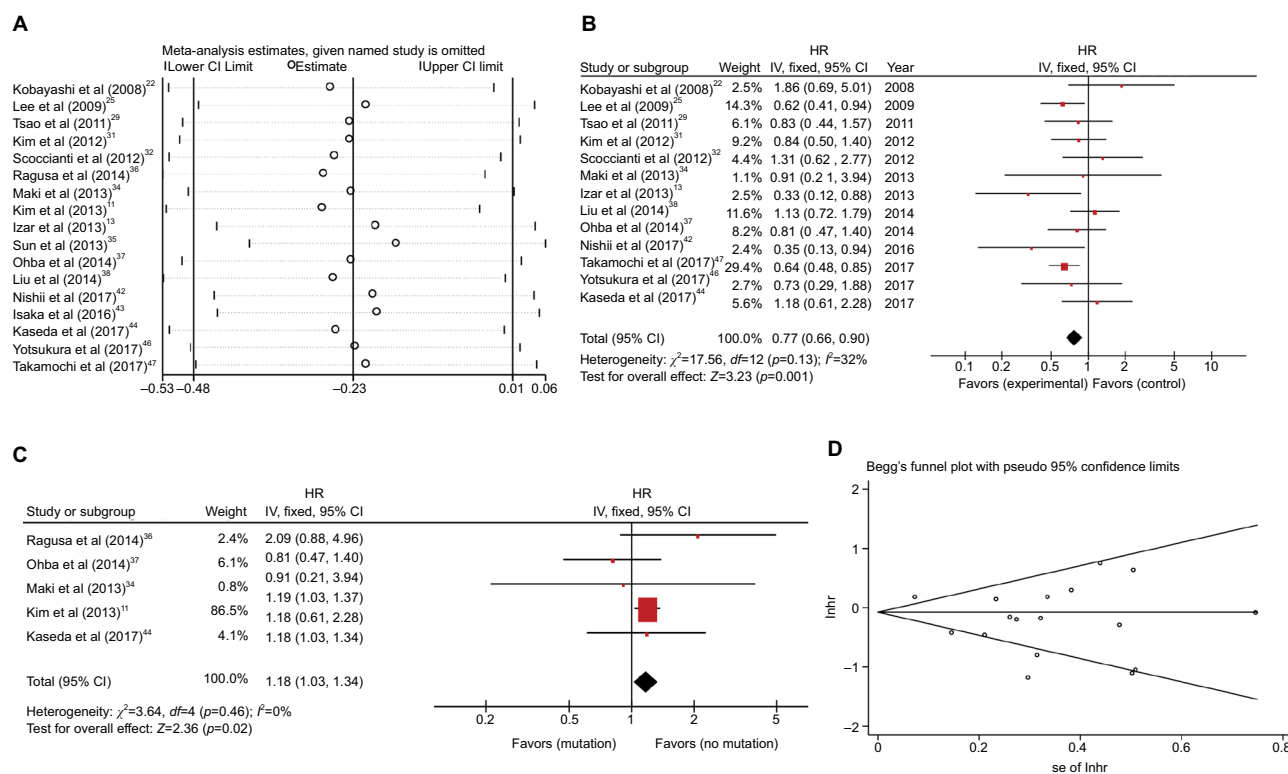 A
Meta-analysis estimates, given named study is omitted
Lower CI Limit Estimate Upper CI limit
Kobayashi et al (2008)22
Lee et al (2009)25
Tsao et al (2011)29
Kim et al (2012)31
Scoccianti et al (2012)32
Ragusa et al (2014)36
Maki et al (2013)34
Kim et al (2013)11
Izar et al (2013)13
Sun et al (2013)35
Ohba et al (2014)37
Liu et al (2014)38
Nishii et al (2017)42
Isaka et al (2016)43
Kaseda et al (2017)44
Yotsukura et al (2017)46
Takamochi et al (2017)47
–0.53 –0.48 –0.23 0.01 0.06
B
HR HR
Study or subgroup Weight IV, fixed, 95% CI Year IV, fixed, 95% CI
Kobayashi et al (2008)22 2.5% 1.86 (0.69, 5.01) 2008
Lee et al (2009)25 14.3% 0.62 (0.41, 0.94) 2009
Tsao et al (2011)29 6.1% 0.83 (0 .44, 1.57) 2011
Kim et al (2012)31 9.2% 0.84 (0.50, 1.40) 2012
Scoccianti et al (2012)32 4.4% 1.31 (0.62 , 2.77) 2012
Maki et al (2013)34 1.1% 0.91 (0.2 1, 3.94) 2013
Izar et al (2013)13 2.5% 0.33 (0.12, 0.88) 2013
Liu et al (2014)38 11.6% 1.13 (0.72. 1.79) 2014
Ohba et al (2014)37 8.2% 0.81 (0 .47, 1.40) 2014
Nishii et al (2017)42 2.4% 0.35 (0.13, 0.94) 2016
Takamochi et al (2017)47 29.4% 0.64 (0.48, 0.85) 2017
Yotsukura et al (2017)46 2.7% 0.73 (0.29, 1.88) 2017
Kaseda et al (2017)44 5.6% 1.18 (0.61, 2.28) 2017
Total (95% CI) 100.0% 0.77 (0.66, 0.90)
Heterogeneity: χ2=17.56, df=12 (p=0.13); I2=32%
Test for overall effect: Z=3.23 (p=0.001)
0.1 0.2 0.5 1 2 5 10
Favors (experimental) Favors (control)
C
HR HR
Study or subgroup Weight IV, fixed, 95% CI IV, fixed, 95% CI
Ragusa et al (2014)36 2.4% 2.09 (0.88, 4.96)
Ohba et al (2014)37 6.1% 0.81 (0.47, 1.40)
Maki et al (2013)34 0.8% 0.91 (0.21, 3.94)
Kim et al (2013)11 86.5% 1.19 (1.03, 1.37)
1.18 (0.61, 2.28)
Kaseda et al (2017)44 4.1% 1.18 (1.03, 1.34)
Total (95% CI) 100.0% 1.18 (1.03, 1.34)
Heterogeneity: χ2=3.64, df=4 (p=0.46); I2=0%
Test for overall effect: Z=2.36 (p=0.02)
0.2 0.5 1 2 5
Favors (mutation) Favors (no mutation)
D
Begg's funnel plot with pseudo 95% confidence limits
lnhr
2
1
0
–1
–2
0 0.2 0.4 0.6 0.8
se of lnhr